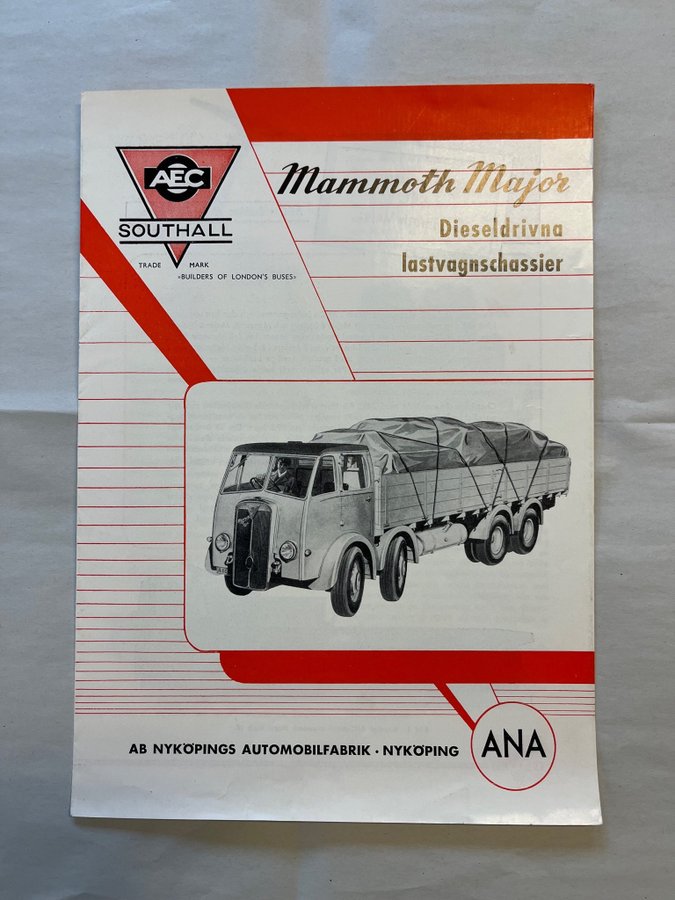 AEC
SOUTHALL
TRADE MARK
»BUILDERS OF LONDON'S BUSES»
Mammoth Major
Dieseldrivna
lastvagnschassier
AB NYKÖPINGS AUTOMOBILFABRIK · NYKÖPING
ANA